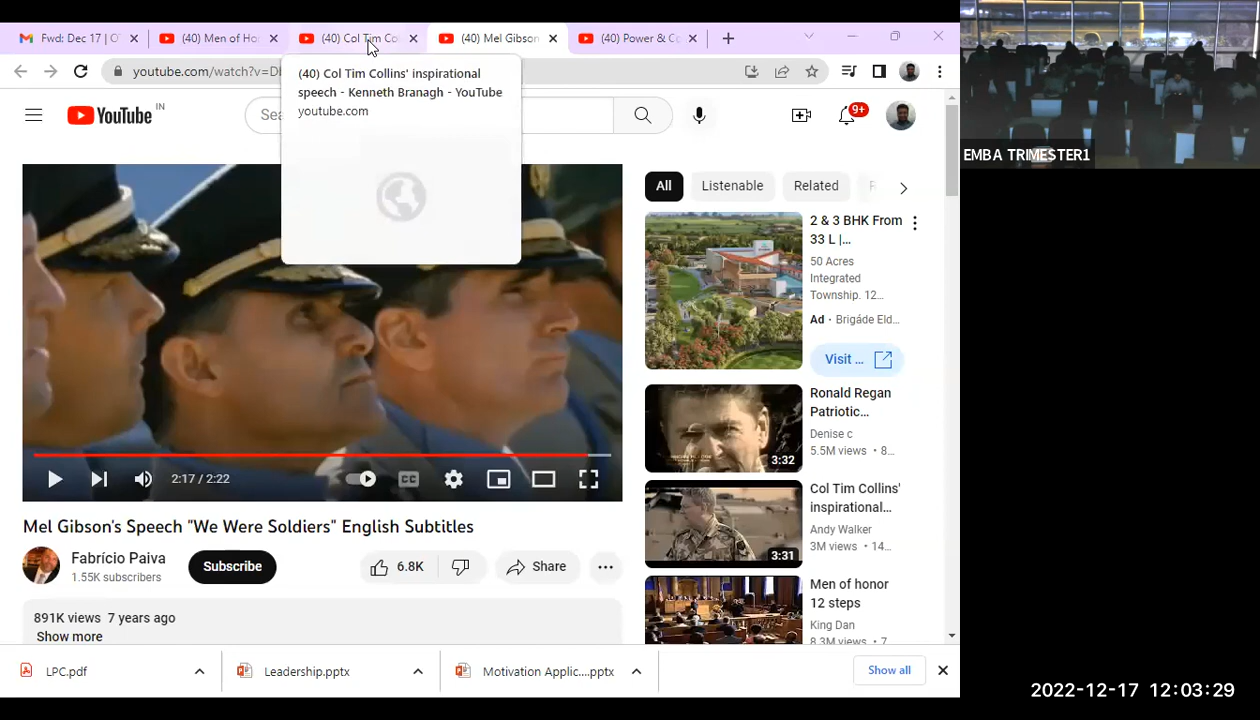 Fwd: Dec 17 | O
(40) Men of Ho
(40) Col Tim Co
(40) Mel Gibson
(40) Power & C
youtube.com/watch?v=D
(40) Col Tim Collins' inspirational
speech - Kenneth Branagh - YouTube
youtube.com
YouTube
IN
Sea
9+
EMBA TRIMESTER1
All
Listenable
Related
2 & 3 BHK From
33 L |...
50 Acres
Integrated
Township. 12...
Ad • Brigáde Eld...
Visit ...
Ronald Regan
Patriotic...
Denise c
5.5M views • 8...
3:32
Col Tim Collins'
inspirational...
Andy Walker
3M views • 14...
3:31
Men of honor
12 steps
King Dan
8.3M views • 7
CC
2:17 / 2:22
Mel Gibson's Speech "We Were Soldiers" English Subtitles
Fabrício Paiva
1.55K subscribers
Subscribe
6.8K
Share
891K views 7 years ago
Show more
LPC.pdf
Leadership.pptx
Motivation Applic....pptx
Show all
2022-12-17 12:03:29